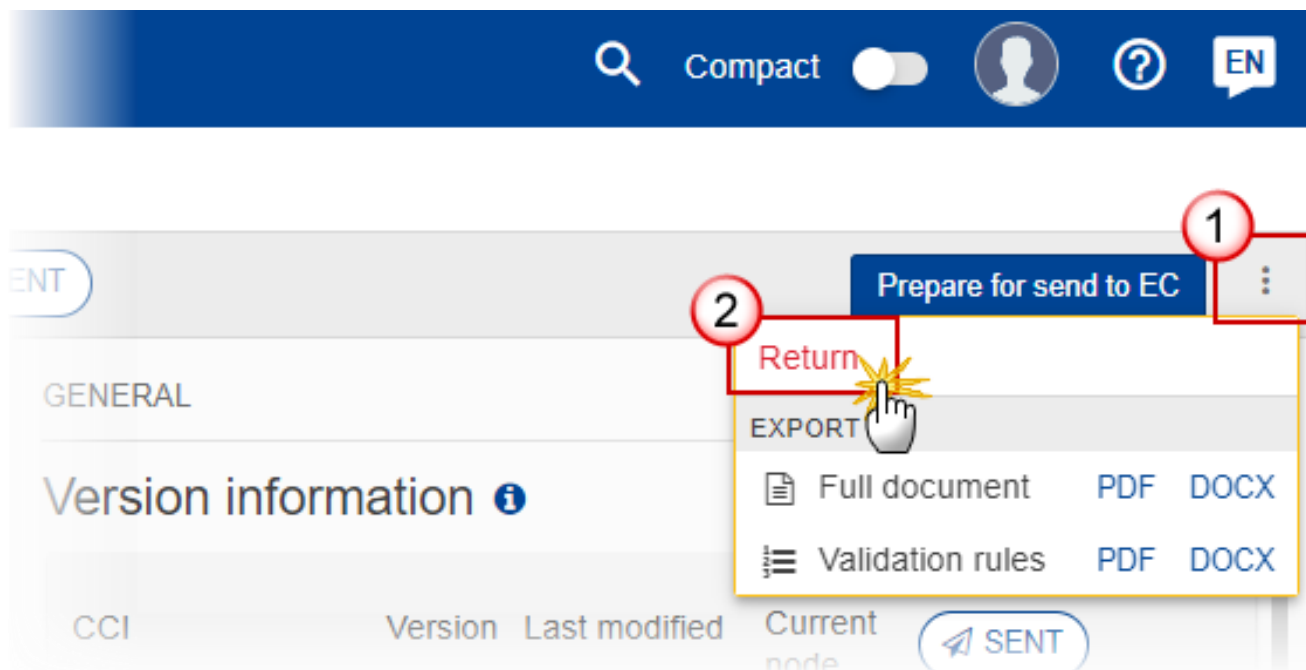 Compact EN
1
ENT Prepare for send to EC
2
Return
GENERAL
EXPORT
Version information
Full document PDF DOCX
Validation rules PDF DOCX
CCI Version Last modified Current node SENT